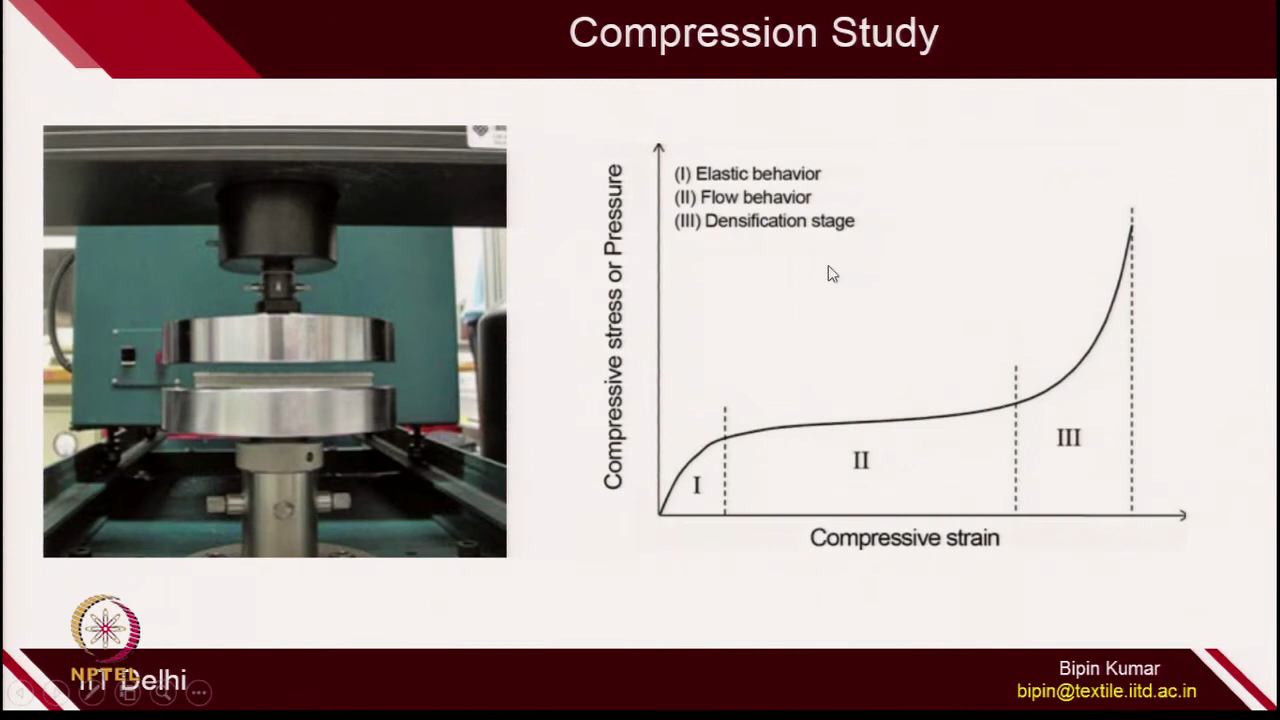 Compression Study
(I) Elastic behavior
(II) Flow behavior
(III) Densification stage
Compressive stress or Pressure
I
II
III
Compressive strain
NPTEL
IIT Delhi
Bipin Kumar
bipin@textile.iitd.ac.in